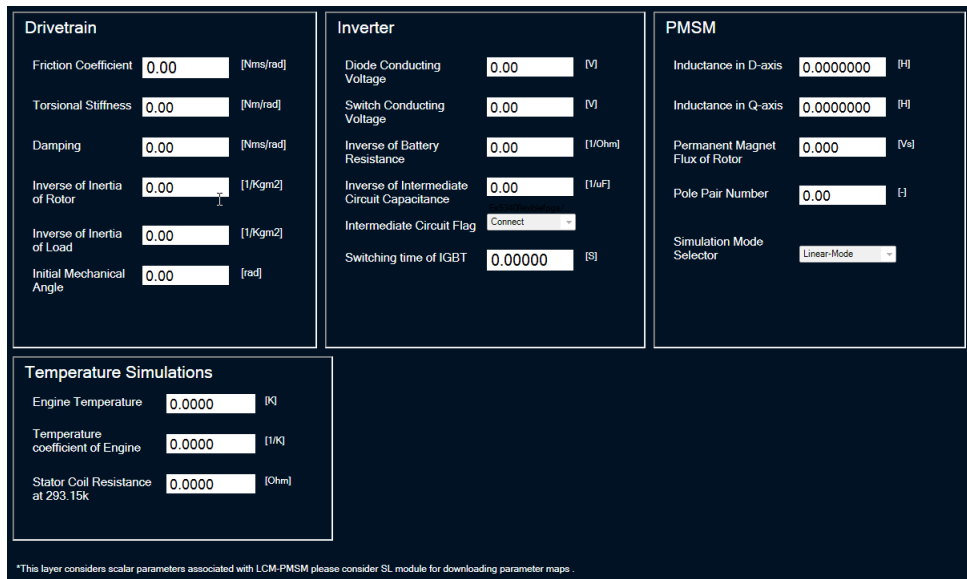 Drivetrain
Friction Coefficient 0.00 [Nms/rad]
Torsional Stiffness 0.00 [Nm/rad]
Damping 0.00 [Nms/rad]
Inverse of Inertia
of Rotor 0.00 [1/Kgm2]
Inverse of Inertia
of Load 0.00 [1/Kgm2]
Initial Mechanical
Angle 0.00 [rad]
Inverter
Diode Conducting
Voltage 0.00 [V]
Switch Conducting
Voltage 0.00 [V]
Inverse of Battery
Resistance 0.00 [1/Ohm]
Inverse of Intermediate
Circuit Capacitance 0.00 [1/uF]
Intermediate Circuit Flag Connect
Switching time of IGBT 0.00000 [S]
PMSM
Inductance in D-axis 0.0000000 [H]
Inductance in Q-axis 0.0000000 [H]
Permanent Magnet
Flux of Rotor 0.000 [Vs]
Pole Pair Number 0.00 [-]
Simulation Mode
Selector Linear-Mode
Temperature Simulations
Engine Temperature 0.0000 [K]
Temperature
coefficient of Engine 0.0000 [1/K]
Stator Coil Resistance
at 293.15k 0.0000 [Ohm]
*This layer considers scalar parameters associated with LCM-PMSM please consider SL module for downloading parameter maps .